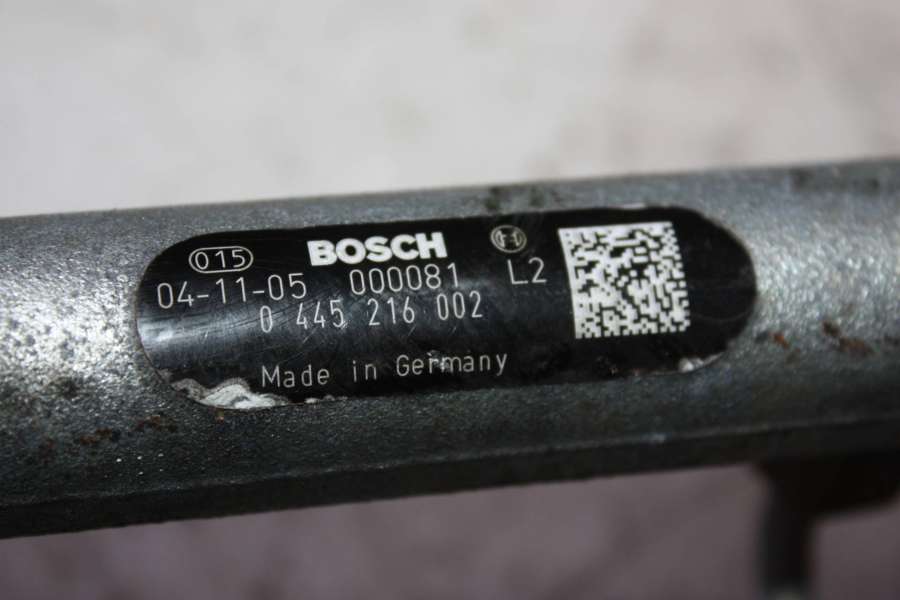 015 BOSCH
04-11-05 000081 L2
0 445 216 002
Made in Germany